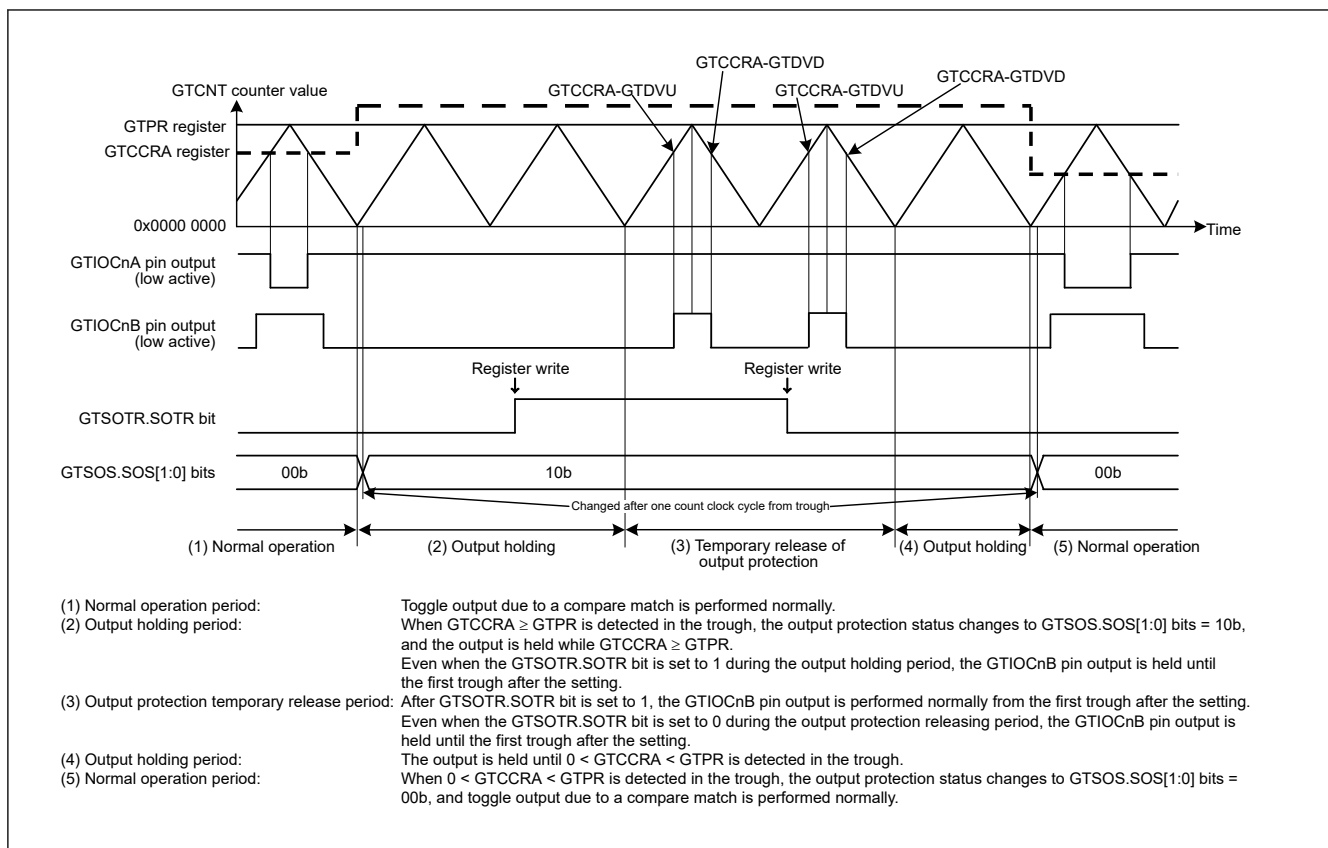 GTCCRA-GTDVD
GTCCRA-GTDVU
GTCCRA-GTDVU
GTCCRA-GTDVD
GTCNT counter value
GTPR register
GTCCRA register
0x0000 0000
Time
GTIOCnA pin output
(low active)
GTIOCnB pin output
(low active)
Register write
Register write
GTSOTR.SOTR bit
GTSOS.SOS[1:0] bits
00b
10b
00b
Changed after one count clock cycle from trough
(1) Normal operation
(2) Output holding
(3) Temporary release of
output protection
(4) Output holding
(5) Normal operation
(1) Normal operation period: Toggle output due to a compare match is performed normally.
(2) Output holding period: When GTCCRA ≥ GTPR is detected in the trough, the output protection status changes to GTSOS.SOS[1:0] bits = 10b,
and the output is held while GTCCRA ≥ GTPR.
Even when the GTSOTR.SOTR bit is set to 1 during the output holding period, the GTIOCnB pin output is held until
the first trough after the setting.
(3) Output protection temporary release period: After GTSOTR.SOTR bit is set to 1, the GTIOCnB pin output is performed normally from the first trough after the setting.
Even when the GTSOTR.SOTR bit is set to 0 during the output protection releasing period, the GTIOCnB pin output is
held until the first trough after the setting.
(4) Output holding period: The output is held until 0 < GTCCRA < GTPR is detected in the trough.
(5) Normal operation period: When 0 < GTCCRA < GTPR is detected in the trough, the output protection status changes to GTSOS.SOS[1:0] bits =
00b, and toggle output due to a compare match is performed normally.